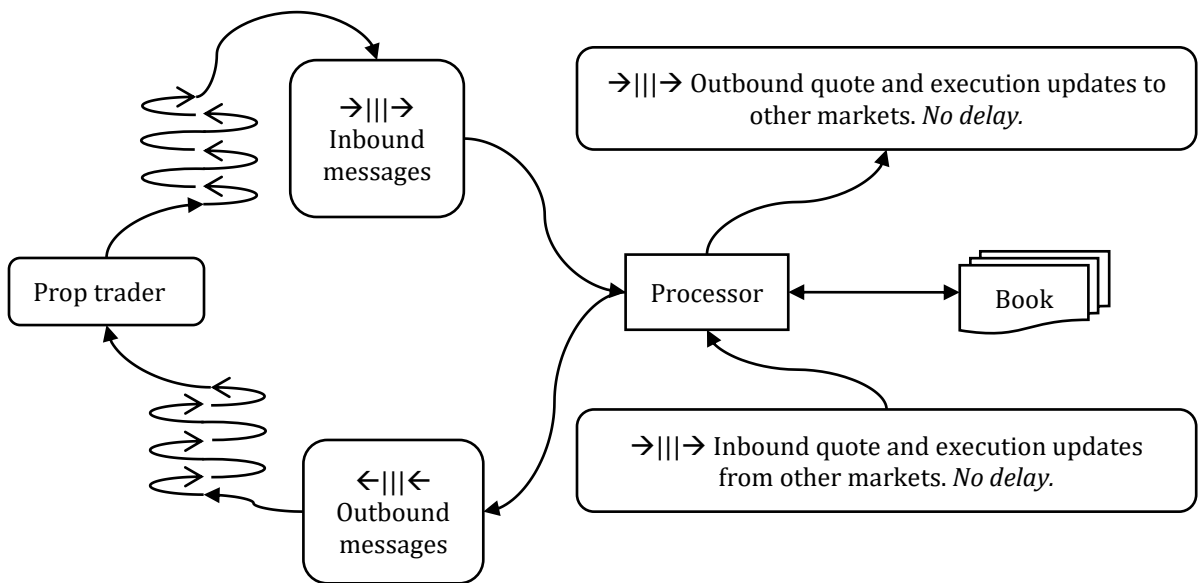 →|||→
Inbound
messages
→|||→ Outbound quote and execution updates to
other markets. No delay.
Prop trader
Processor
Book
←|||←
Outbound
messages
→|||→ Inbound quote and execution updates
from other markets. No delay.